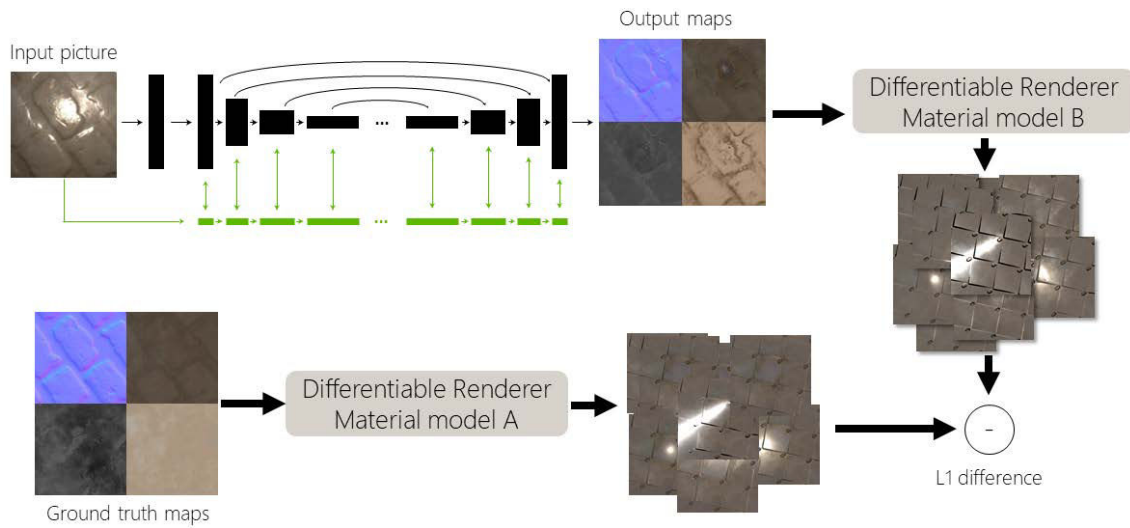 Output maps
Input picture
Differentiable Renderer
Material model B
...
...
Differentiable Renderer
Material model A
-
L1 difference
Ground truth maps